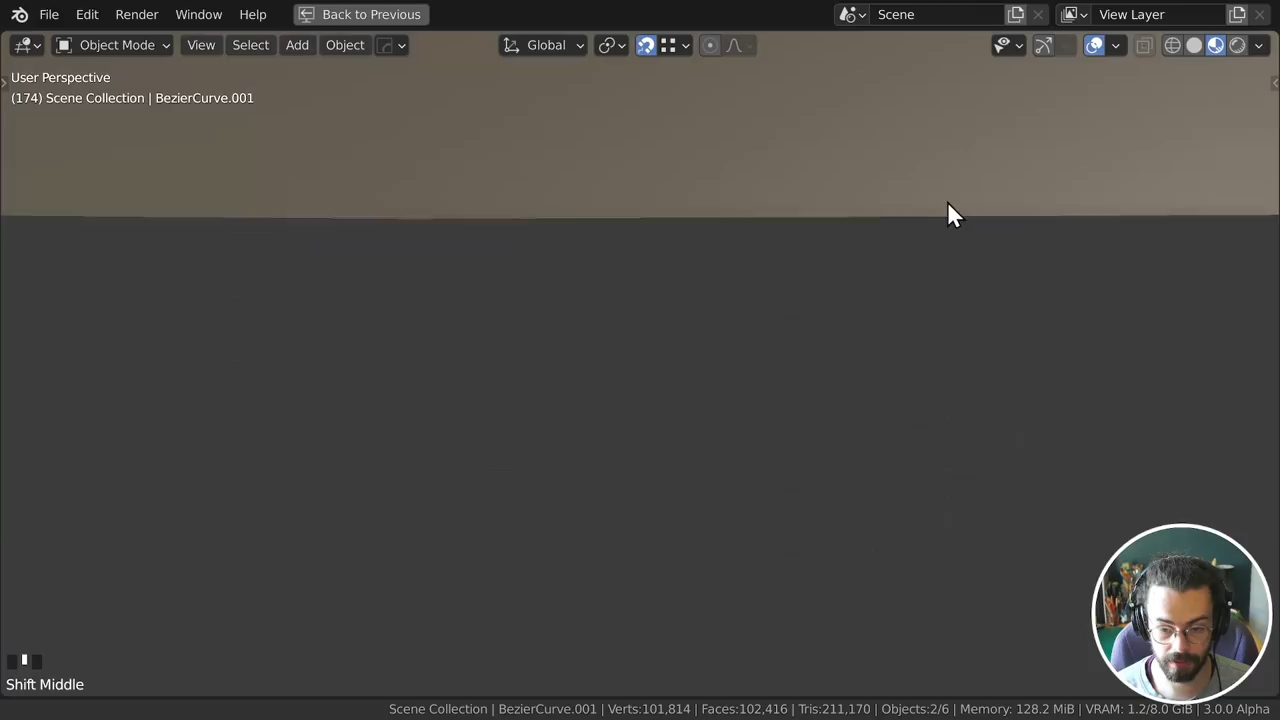 File Edit Render Window Help Back to Previous Scene View Layer
Object Mode View Select Add Object Global
User Perspective
(174) Scene Collection | BezierCurve.001
Shift Middle
Scene Collection | BezierCurve.001 | Verts:101,814 | Faces:102,416 | Tris:211,170 | Objects:2/6 | Memory: 128.2 MiB | VRAM: 1.2/8.0 GiB | 3.0.0 Alpha